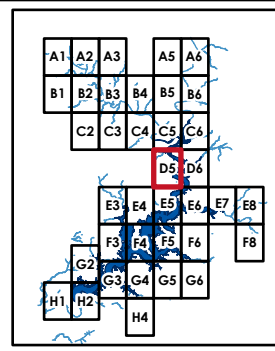 A1 A2 A3 A5 A6
B1 B2 B3 B4 B5 B6
C2 C3 C4 C5 C6
D5 D6
E3 E4 E5 E6 E7 E8
F3 F4 F5 F6 F8
G2 G3 G4 G5 G6
H1 H2 H4